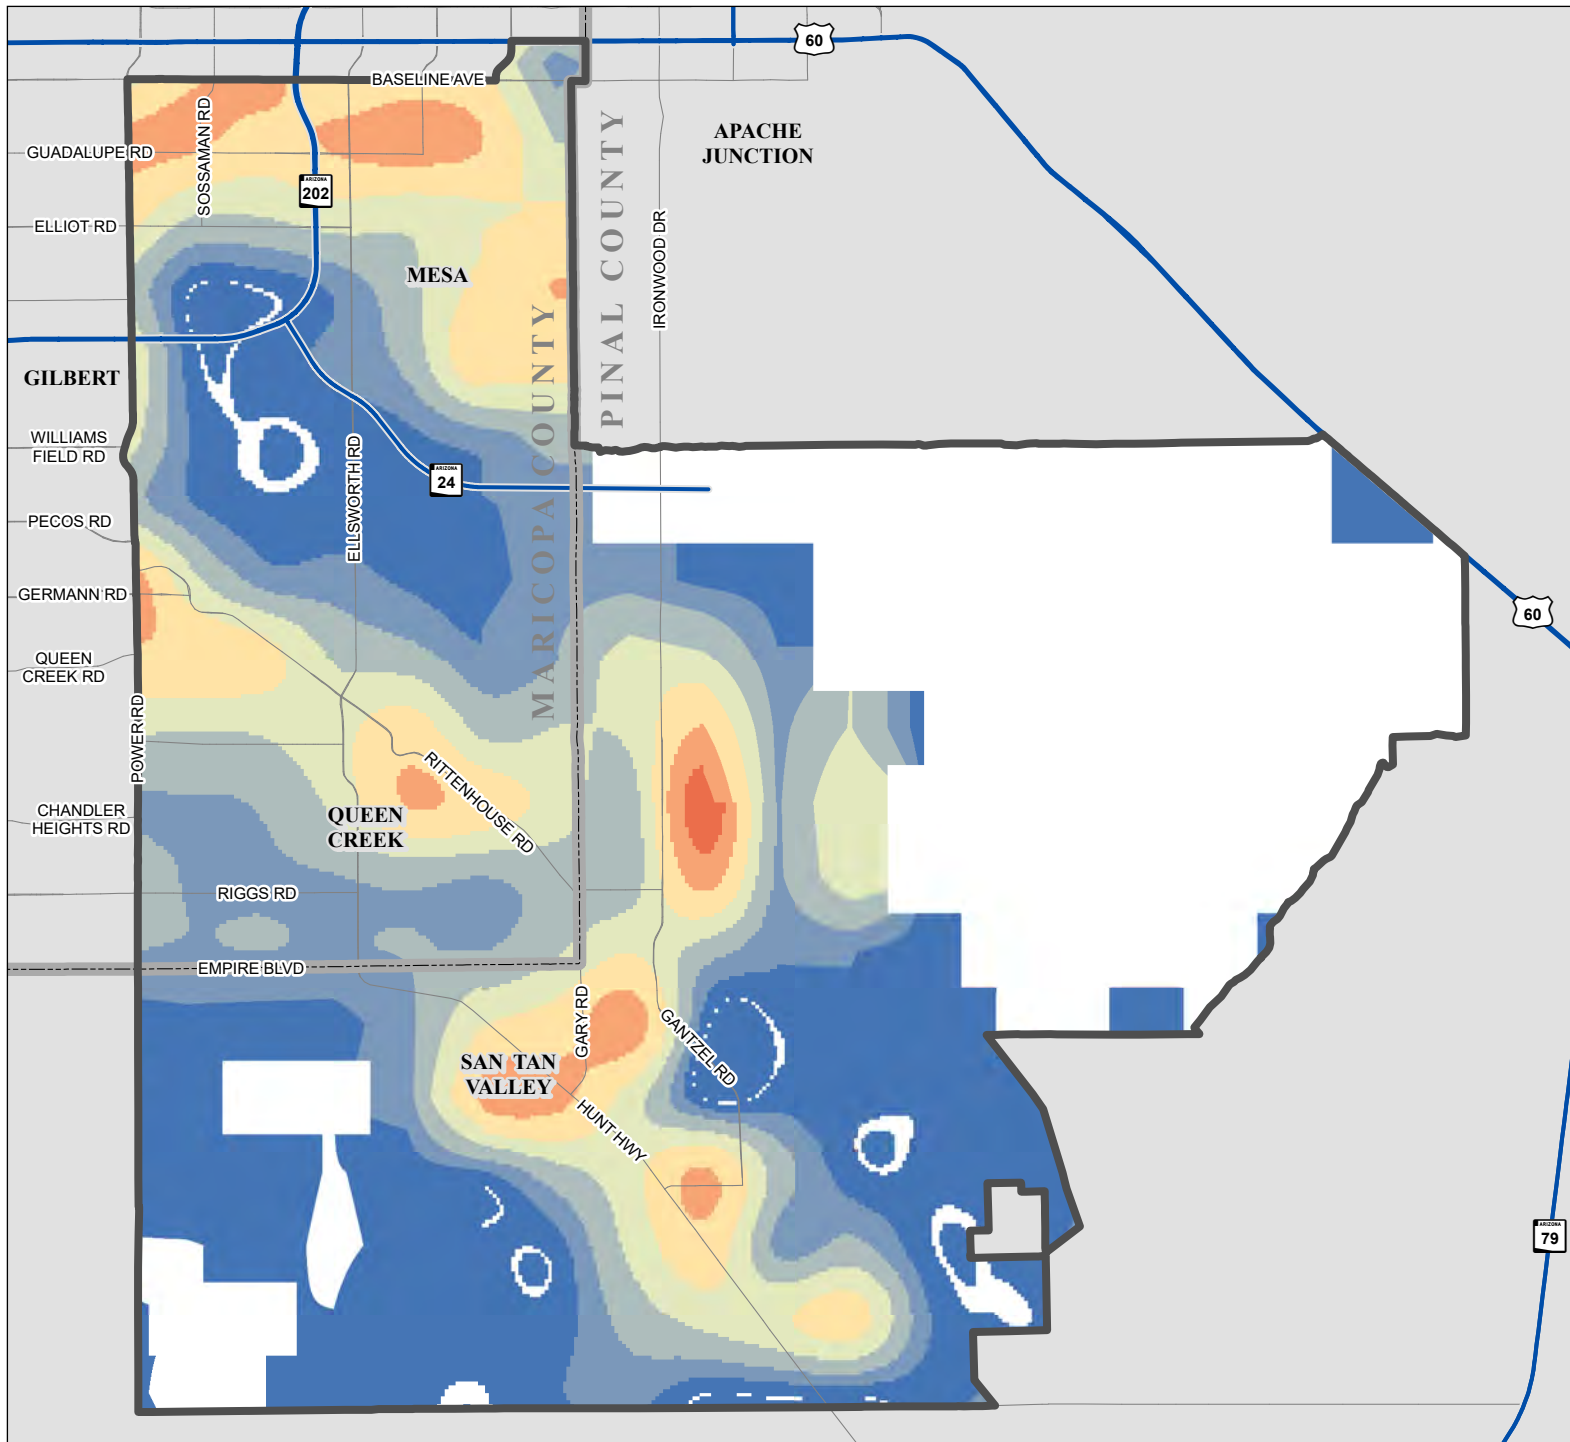 60
BASELINE AVE
SOSSAMAN RD
GUADALUPE RD
APACHE
JUNCTION
ARIZONA
202
ELLIOT RD
MESA
PINAL COUNTY
IRONWOOD DR
MARICOPA COUNTY
GILBERT
WILLIAMS
FIELD RD
ELLSWORTH RD
ARIZONA
24
PECOS RD
GERMANN RD
60
QUEEN
CREEK RD
POWER RD
RITTENHOUSE RD
CHANDLER
HEIGHTS RD
QUEEN
CREEK
RIGGS RD
EMPIRE BLVD
GARY RD
GANTZEL RD
SAN TAN
VALLEY
HUNT HWY
ARIZONA
79